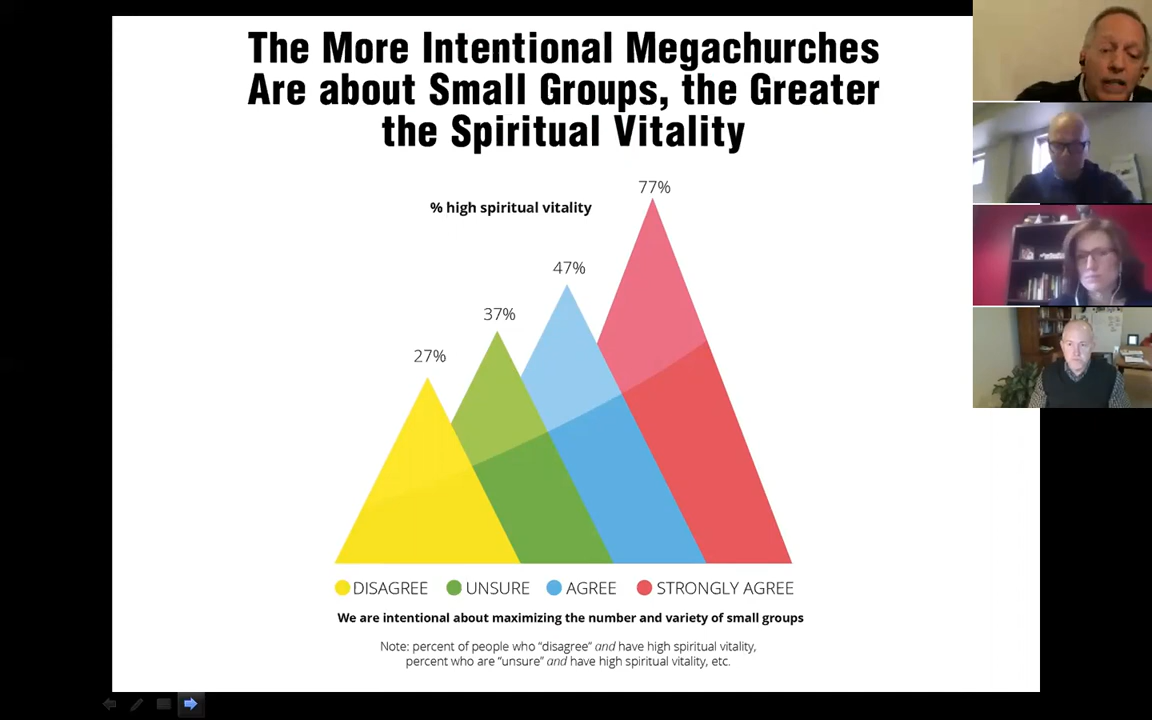 The More Intentional Megachurches
Are about Small Groups, the Greater
the Spiritual Vitality
77%
% high spiritual vitality
47%
37%
27%
DISAGREE UNSURE AGREE STRONGLY AGREE
We are intentional about maximizing the number and variety of small groups
Note: percent of people who “disagree” and have high spiritual vitality,
percent who are “unsure” and have high spiritual vitality, etc.